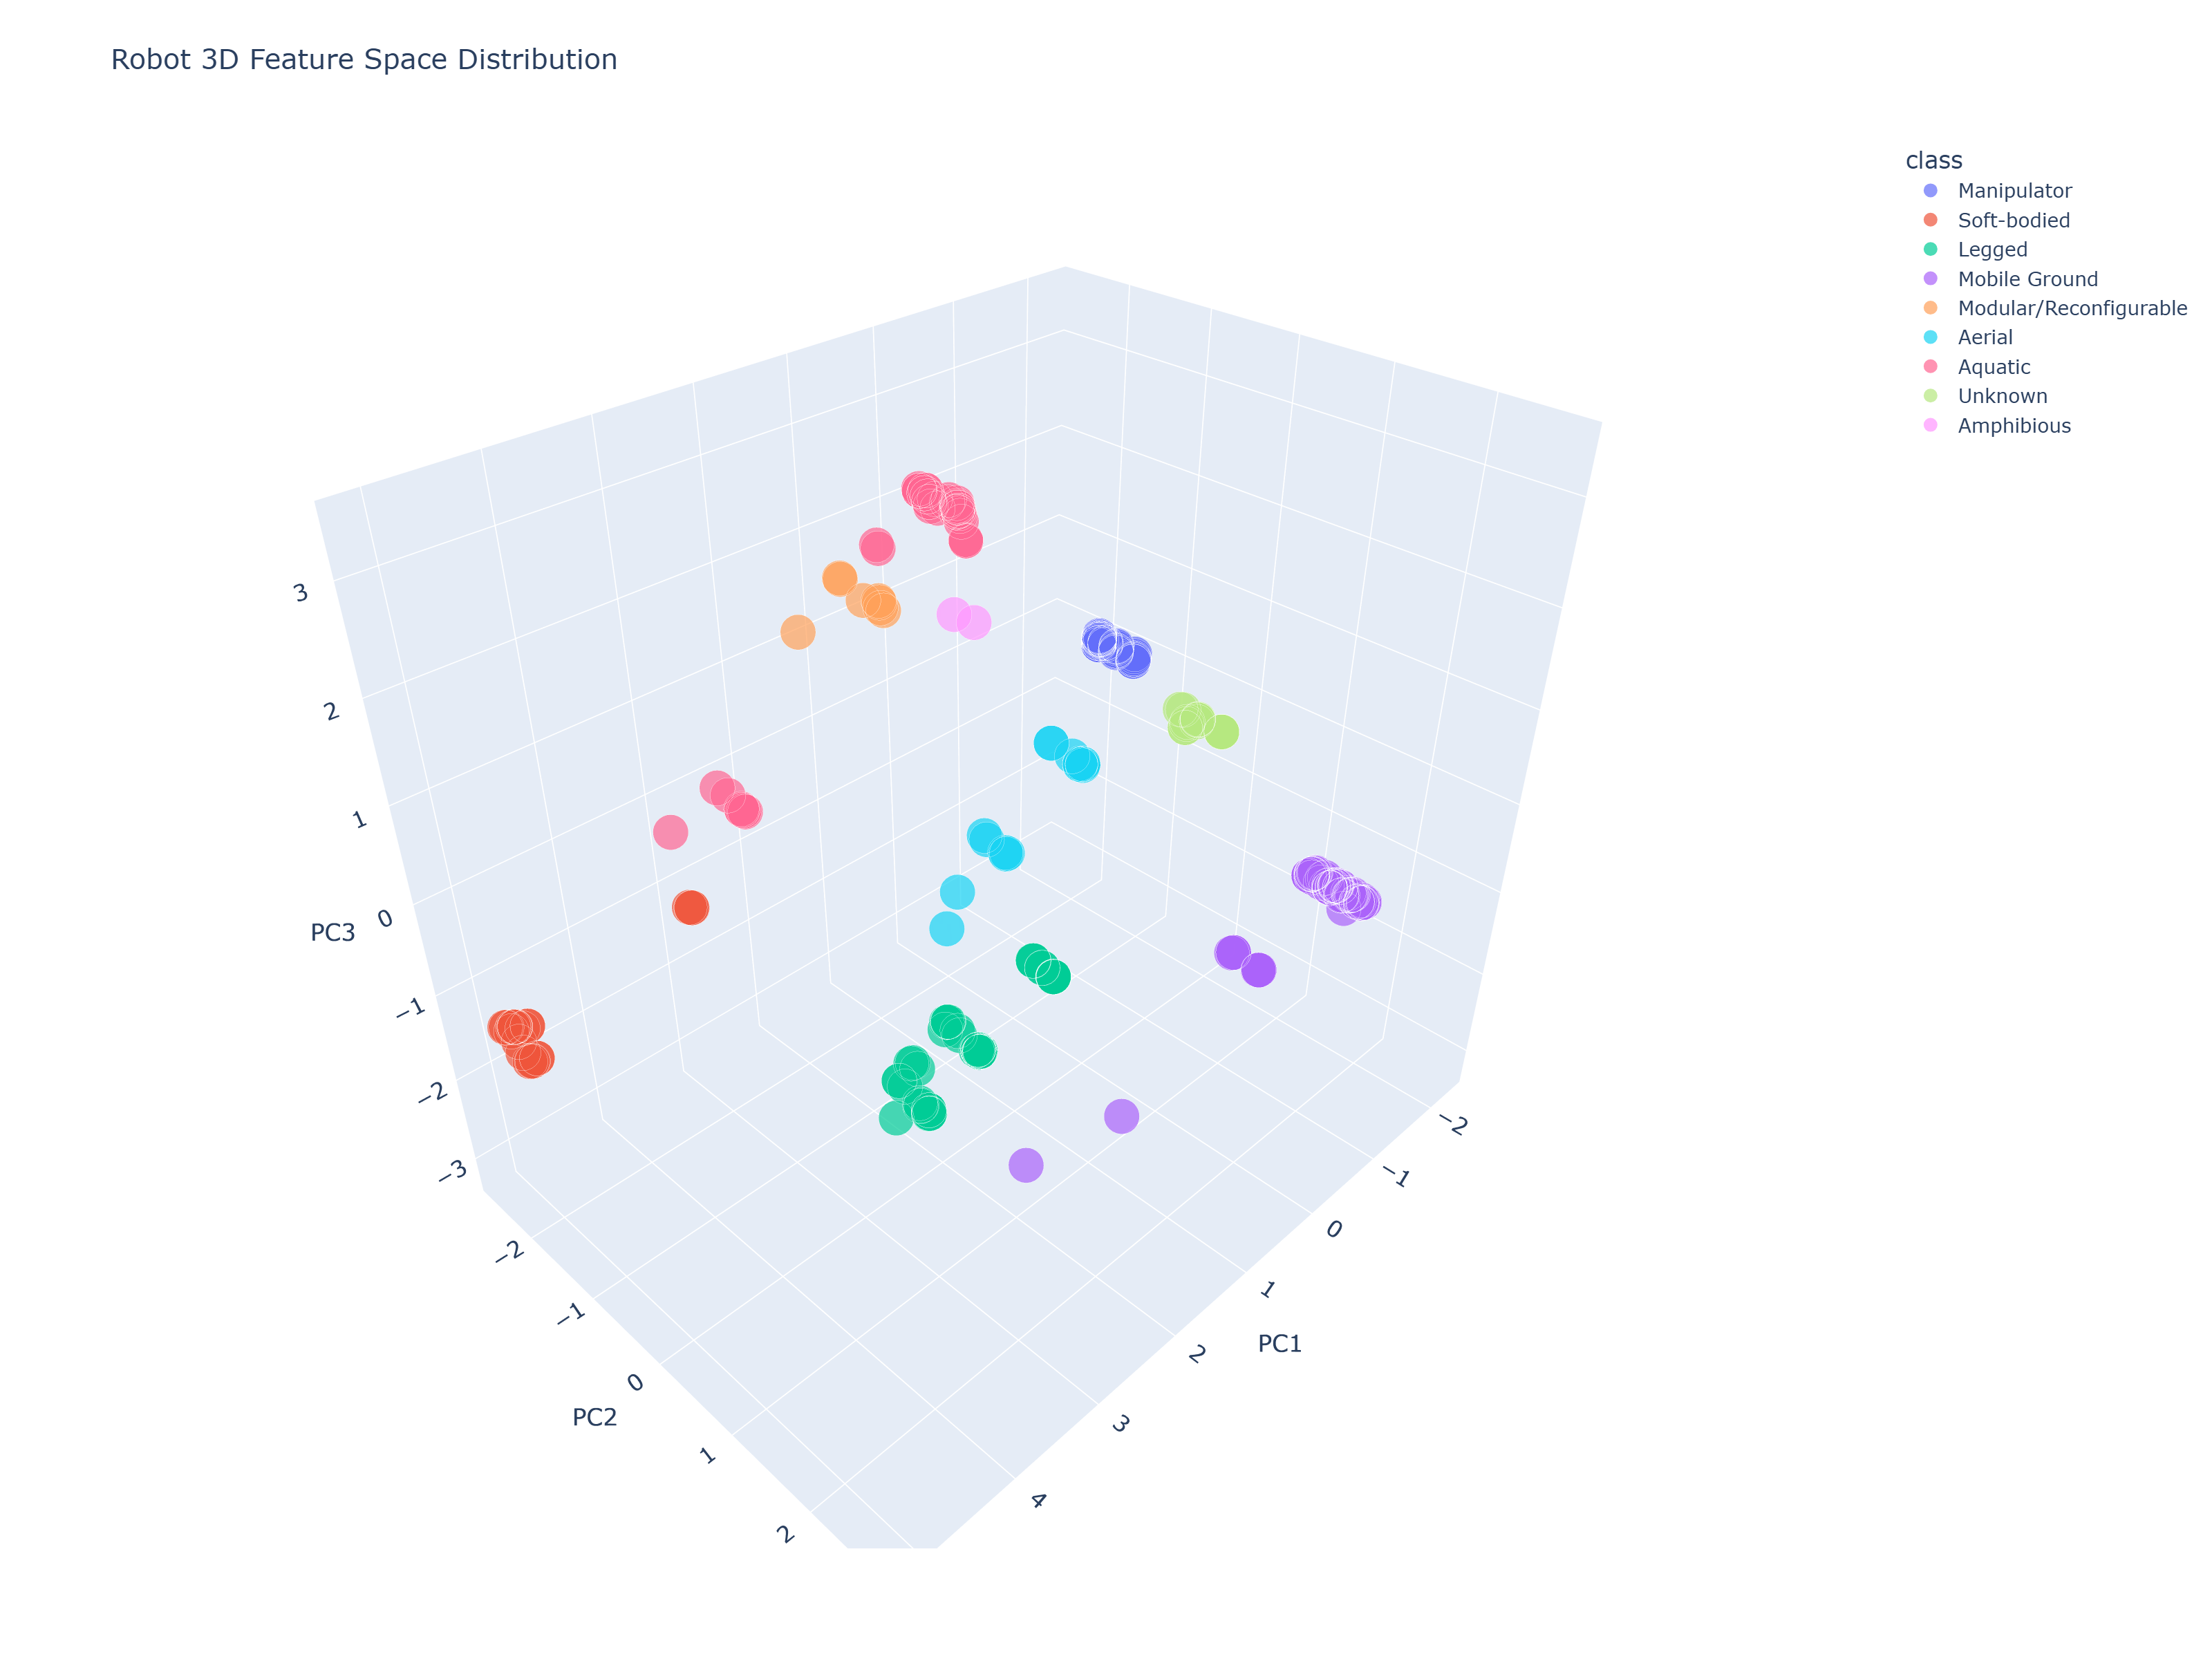 Robot 3D Feature Space Distribution
class
Manipulator
Soft-bodied
Legged
Mobile Ground
Modular/Reconfigurable
Aerial
Aquatic
Unknown
Amphibious
3
2
1
0
PC3
−1
−2
−3
−2
−1
0
PC2
1
2
−2
−1
0
1
PC1
2
3
4